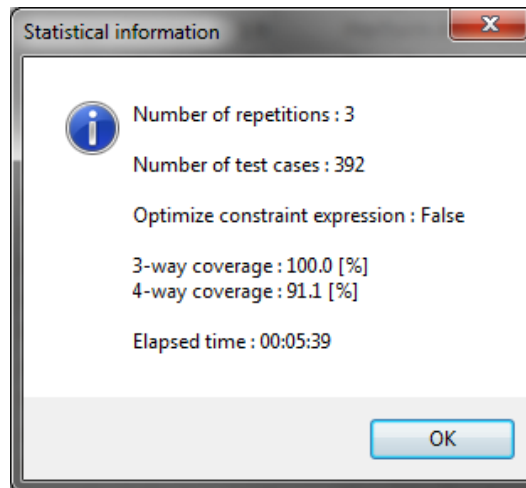 Statistical information
Number of repetitions : 3
Number of test cases : 392
Optimize constraint expression : False
3-way coverage : 100.0 [%]
4-way coverage : 91.1 [%]
Elapsed time : 00:05:39
OK